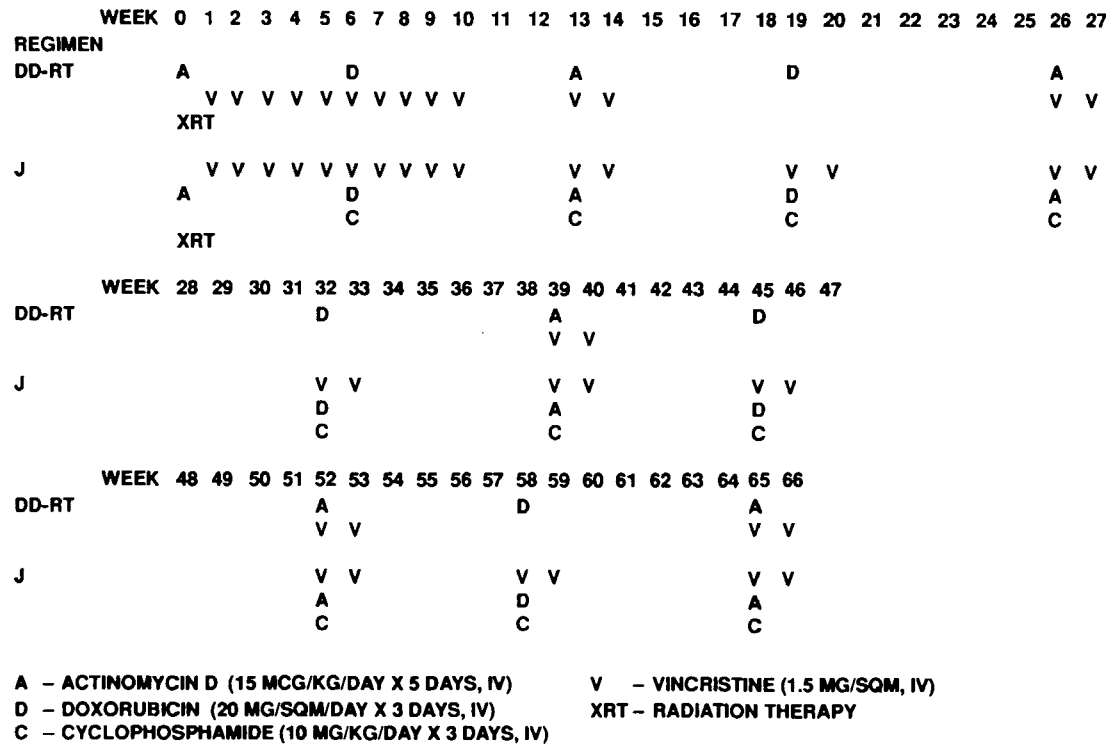 WEEK 0 1 2 3 4 5 6 7 8 9 10 11 12 13 14 15 16 17 18 19 20 21 22 23 24 25 26 27
REGIMEN
DD-RT A D A D A
V V V V V V V V V V V V V V
XRT
J V V V V V V V V V V V V V V V V
A D A D A
C C C C
XRT
WEEK 28 29 30 31 32 33 34 35 36 37 38 39 40 41 42 43 44 45 46 47
DD-RT D A D
V V
J V V V V V V
D A D
C C C
WEEK 48 49 50 51 52 53 54 55 56 57 58 59 60 61 62 63 64 65 66
DD-RT A D A
V V V V
J V V V V V V
A D A
C C C
A – ACTINOMYCIN D (15 MCG/KG/DAY X 5 DAYS, IV) V – VINCRISTINE (1.5 MG/SQM, IV)
D – DOXORUBICIN (20 MG/SQM/DAY X 3 DAYS, IV) XRT – RADIATION THERAPY
C – CYCLOPHOSPHAMIDE (10 MG/KG/DAY X 3 DAYS, IV)